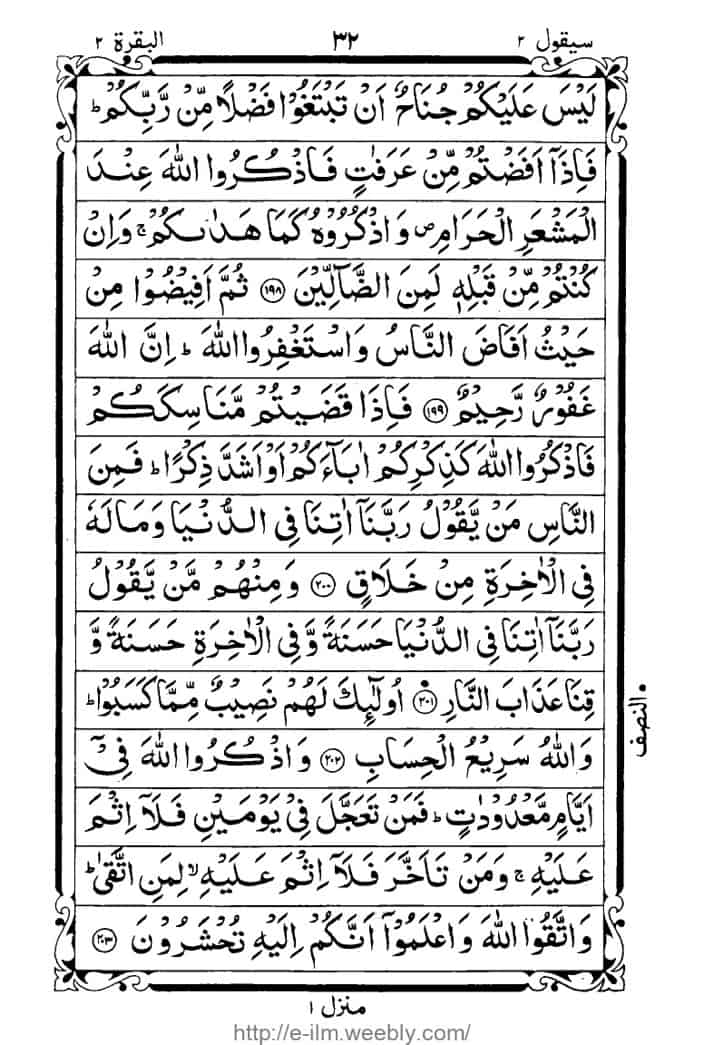 سيقول ٢ ٣٢ البقرة ٢
لَيْسَ عَلَيْكُمْ جُنَاحٌ اَنْ تَبْتَغُوْا فَضْلًا مِّنْ رَّبِّكُمْ ؕ
فَاِذَاۤ اَفَضْتُمْ مِّنْ عَرَفٰتٍ فَاذْكُرُوا اللّٰهَ عِنْدَ
الْمَشْعَرِ الْحَرَامِ ۪ وَاذْكُرُوْهُ كَمَا هَدٰىكُمْ ۚ وَاِنْ
كُنْتُمْ مِّنْ قَبْلِهٖ لَمِنَ الضَّآلِّيْنَ ﴿١٩٨﴾ ثُمَّ اَفِيْضُوْا مِنْ
حَيْثُ اَفَاضَ النَّاسُ وَاسْتَغْفِرُوا اللّٰهَ ؕ اِنَّ اللّٰهَ
غَفُوْرٌ رَّحِيْمٌ ﴿١٩٩﴾ فَاِذَا قَضَيْتُمْ مَّنَاسِكَكُمْ
فَاذْكُرُوا اللّٰهَ كَذِكْرِكُمْ اٰبَآءَكُمْ اَوْ اَشَدَّ ذِكْرًا ؕ فَمِنَ
النَّاسِ مَنْ يَّقُوْلُ رَبَّنَاۤ اٰتِنَا فِى الدُّنْيَا وَمَا لَهٗ
فِى الْاٰخِرَةِ مِنْ خَلَاقٍ ﴿٢٠٠﴾ وَمِنْهُمْ مَّنْ يَّقُوْلُ
رَبَّنَاۤ اٰتِنَا فِى الدُّنْيَا حَسَنَةً وَّفِى الْاٰخِرَةِ حَسَنَةً وَّ
قِنَا عَذَابَ النَّارِ ﴿٢٠١﴾ اُولٰٓئِكَ لَهُمْ نَصِيْبٌ مِّمَّا كَسَبُوْا ؕ
وَاللّٰهُ سَرِيْعُ الْحِسَابِ ﴿٢٠٢﴾ وَاذْكُرُوا اللّٰهَ فِىْۤ
اَيَّامٍ مَّعْدُوْدٰتٍ ؕ فَمَنْ تَعَجَّلَ فِىْ يَوْمَيْنِ فَلَاۤ اِثْمَ
عَلَيْهِ ۚ وَمَنْ تَاَخَّرَ فَلَاۤ اِثْمَ عَلَيْهِ ۙ لِمَنِ اتَّقٰى ؕ
وَاتَّقُوا اللّٰهَ وَاعْلَمُوْۤا اَنَّكُمْ اِلَيْهِ تُحْشَرُوْنَ ﴿٢٠٣﴾
النصف
منزل ١
http://e-ilm.weebly.com/